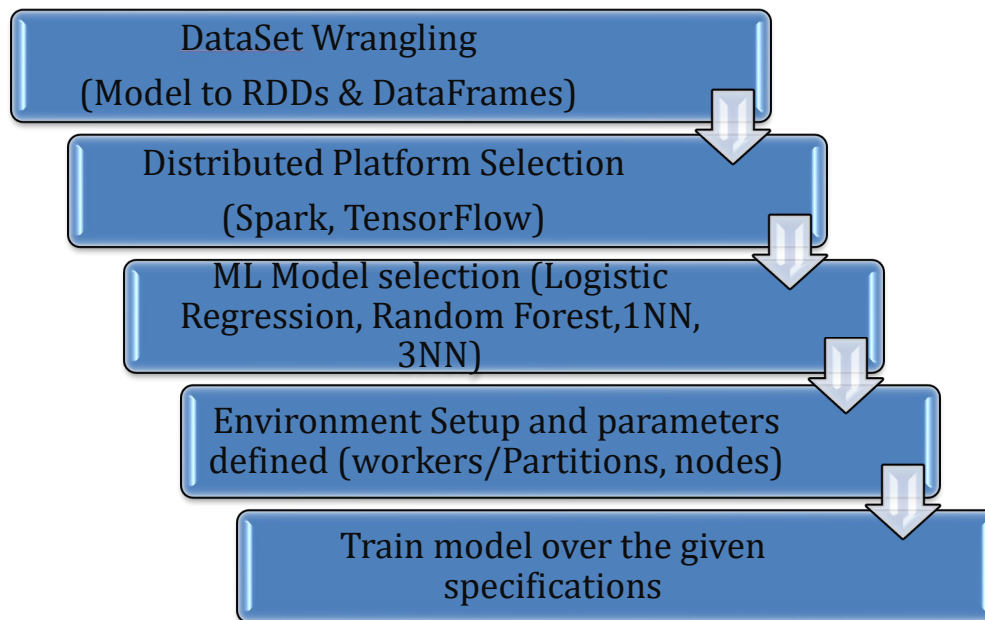 DataSet Wrangling
(Model to RDDs & DataFrames)
Distributed Platform Selection
(Spark, TensorFlow)
ML Model selection (Logistic
Regression, Random Forest,1NN,
3NN)
Environment Setup and parameters
defined (workers/Partitions, nodes)
Train model over the given
specifications